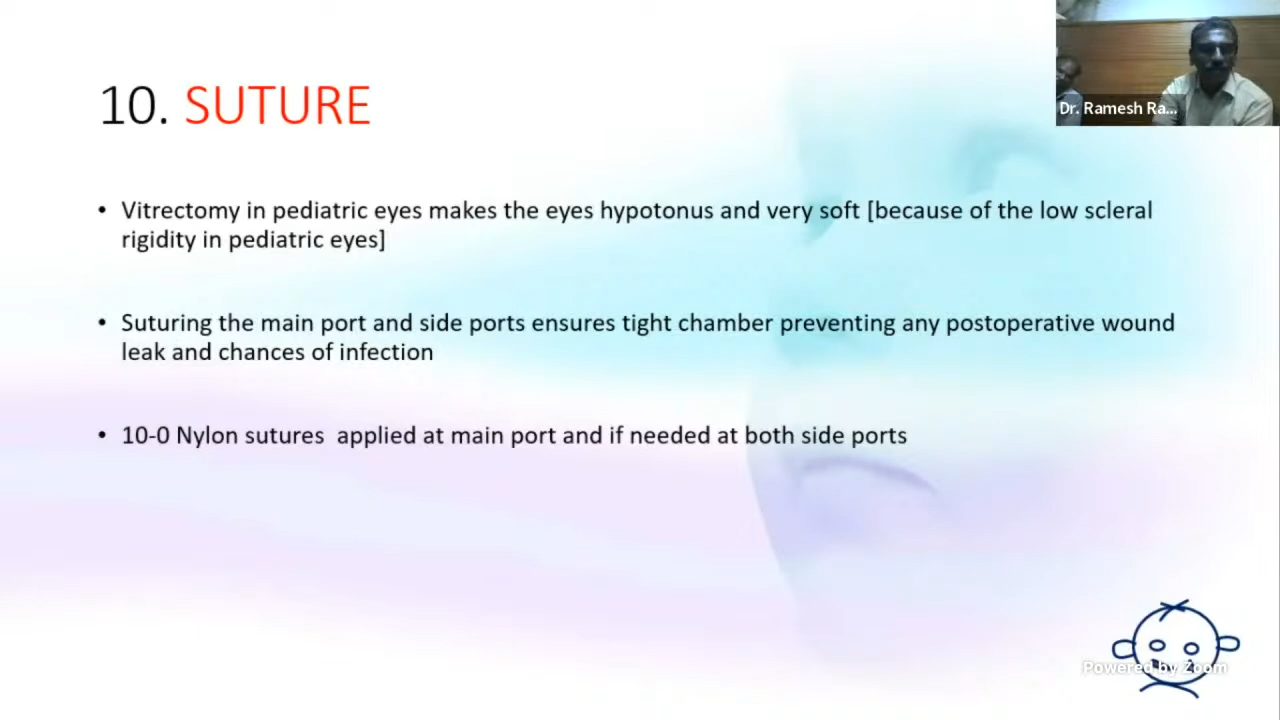 10. SUTURE
Dr. Ramesh Ra...
• Vitrectomy in pediatric eyes makes the eyes hypotonus and very soft [because of the low scleral
rigidity in pediatric eyes]
• Suturing the main port and side ports ensures tight chamber preventing any postoperative wound
leak and chances of infection
• 10-0 Nylon sutures  applied at main port and if needed at both side ports
Powered by Zoom